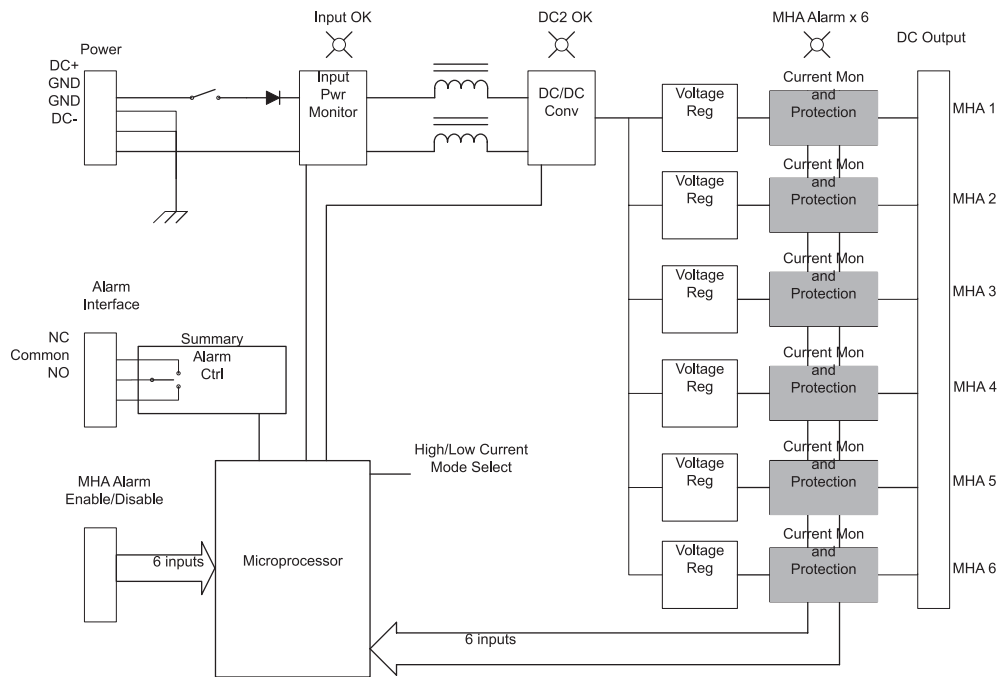 Input OK
DC2 OK
MHA Alarm x 6
Power
DC Output
DC+
GND
GND
DC-
Input
Pwr
Monitor
DC/DC
Conv
Voltage
Reg
Current Mon
and
Protection
MHA 1
Voltage
Reg
Current Mon
and
Protection
MHA 2
Voltage
Reg
Current Mon
and
Protection
MHA 3
Alarm
Interface
NC
Common
NO
Summary
Alarm
Ctrl
Voltage
Reg
Current Mon
and
Protection
MHA 4
High/Low Current
Mode Select
Voltage
Reg
Current Mon
and
Protection
MHA 5
MHA Alarm
Enable/Disable
6 inputs
Microprocessor
Voltage
Reg
Current Mon
and
Protection
MHA 6
6 inputs